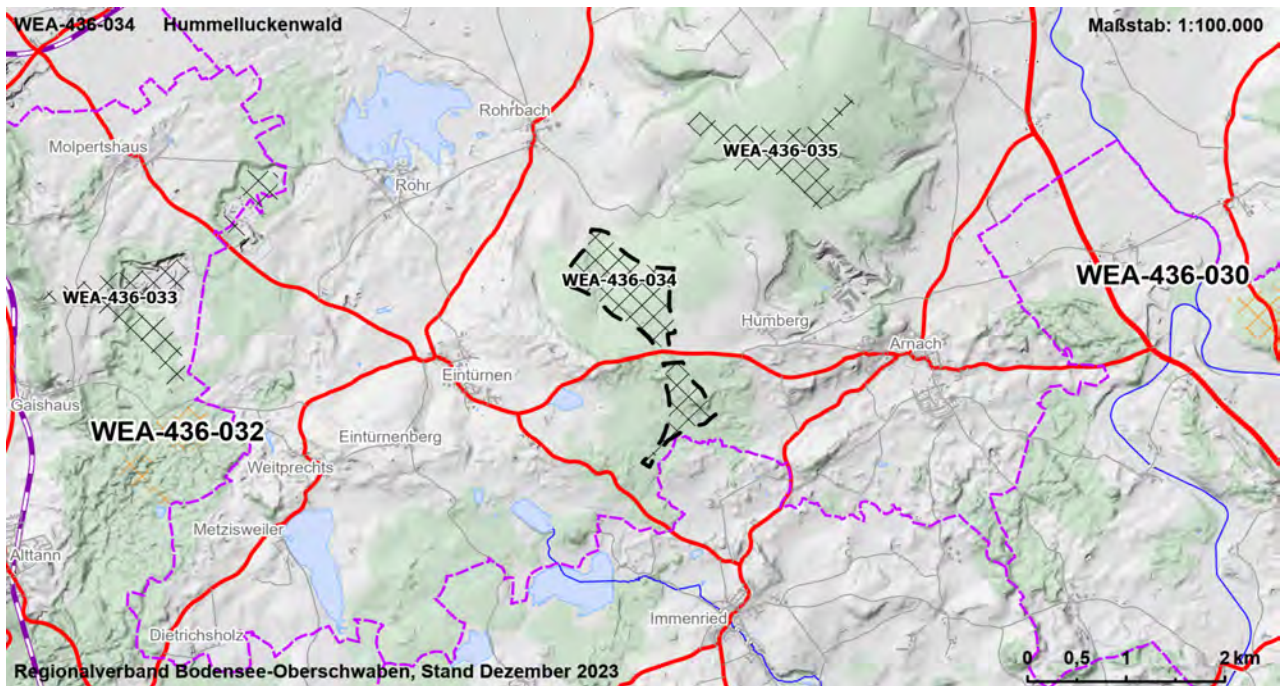 WEA-436-034 Hummelluckenwald
Maßstab: 1:100.000
Rohrbach
Molpertshaus
WEA-436-035
Rohr
WEA-436-034
WEA-436-030
WEA-436-033
Humberg
Arnach
Eintürnen
Gaishaus
WEA-436-032
Eintürnenberg
Weitprechts
Metzisweiler
Alttann
Immenried
Dietrichsholz
Regionalverband Bodensee-Oberschwaben, Stand Dezember 2023
0 0,5 1 2 km